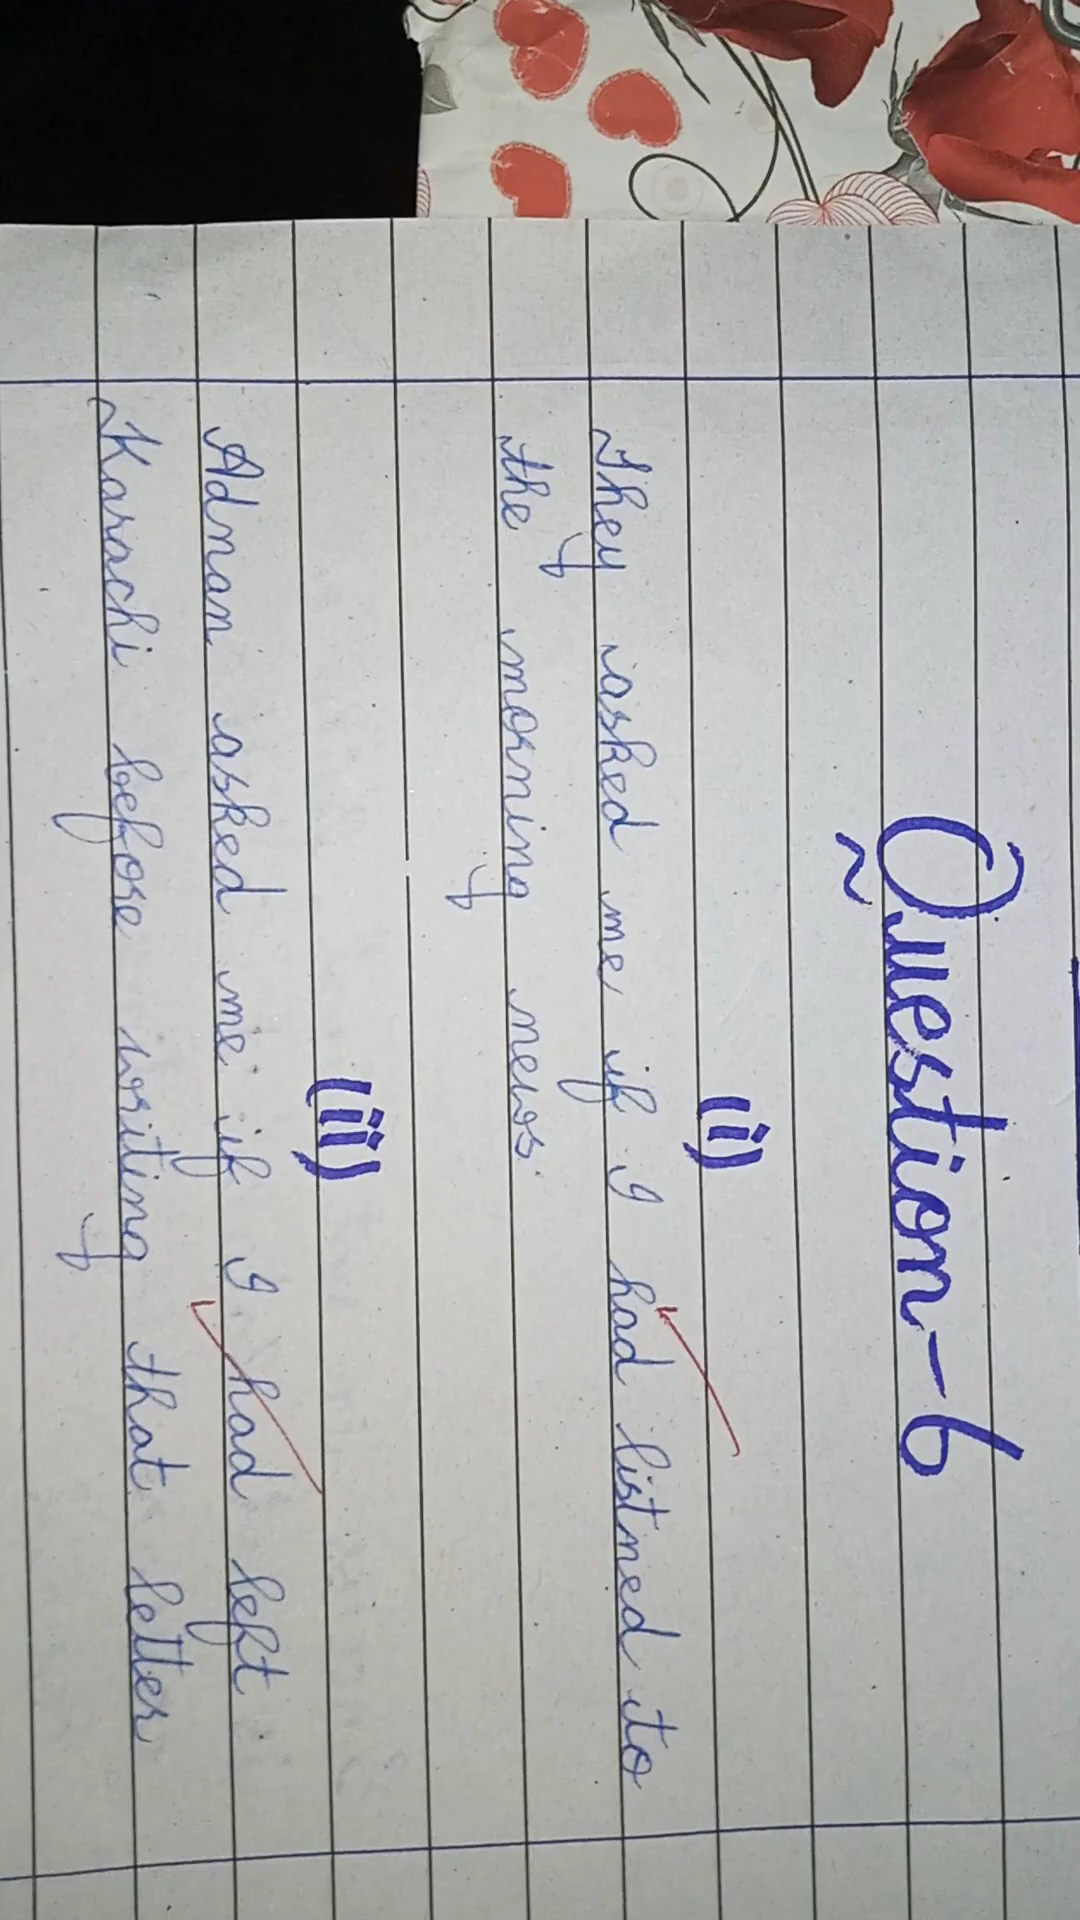 Question-6
(i)
They asked me if I had listned to
the morning news.
(ii)
Adnan asked me if I had left
Karachi before writing that letter